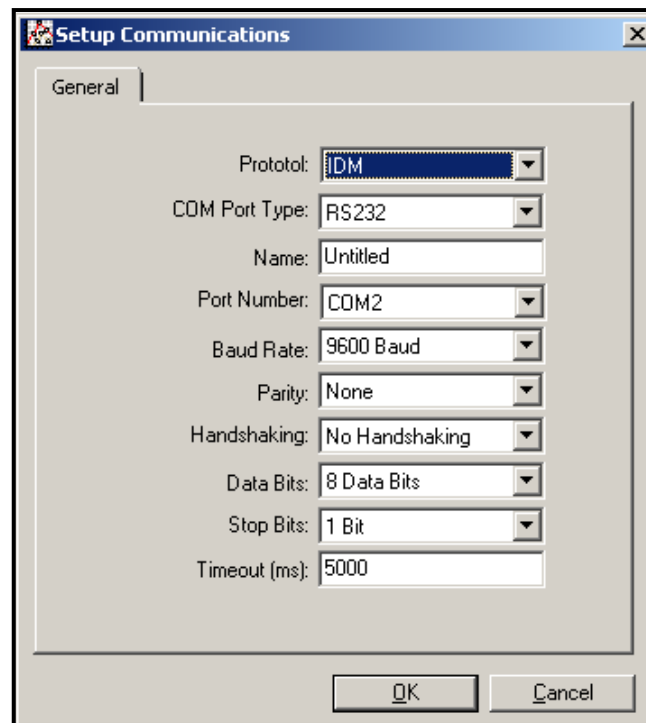 Setup Communications
General
Prototol: IDM
COM Port Type: RS232
Name: Untitled
Port Number: COM2
Baud Rate: 9600 Baud
Parity: None
Handshaking: No Handshaking
Data Bits: 8 Data Bits
Stop Bits: 1 Bit
Timeout (ms): 5000
OK Cancel